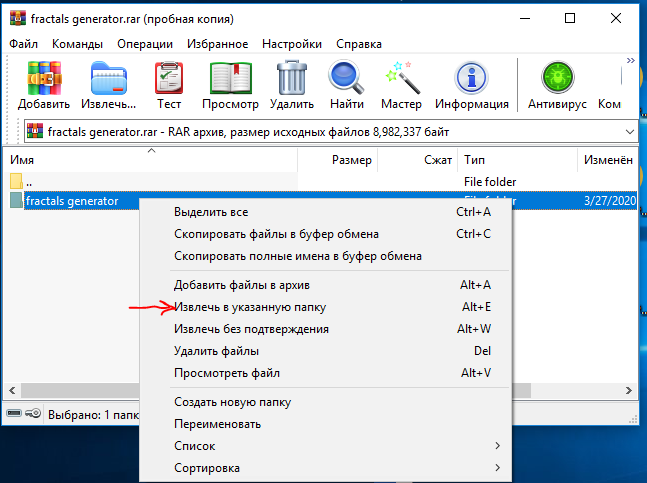 fractals generator.rar (пробная копия)
Файл Команды Операции Избранное Настройки Справка
Добавить Извлечь... Тест Просмотр Удалить Найти Мастер Информация Антивирус Ком
fractals generator.rar - RAR архив, размер исходных файлов 8,982,337 байт
Имя Размер Сжат Тип Изменён
.. File folder
fractals generator File folder 3/27/2020
Выделить все Ctrl+A
Скопировать файлы в буфер обмена Ctrl+C
Скопировать полные имена в буфер обмена
Добавить файлы в архив Alt+A
Извлечь в указанную папку Alt+E
Извлечь без подтверждения Alt+W
Удалить файлы Del
Просмотреть файл Alt+V
Создать новую папку
Выбрано: 1 папк
Переименовать
Список
Сортировка